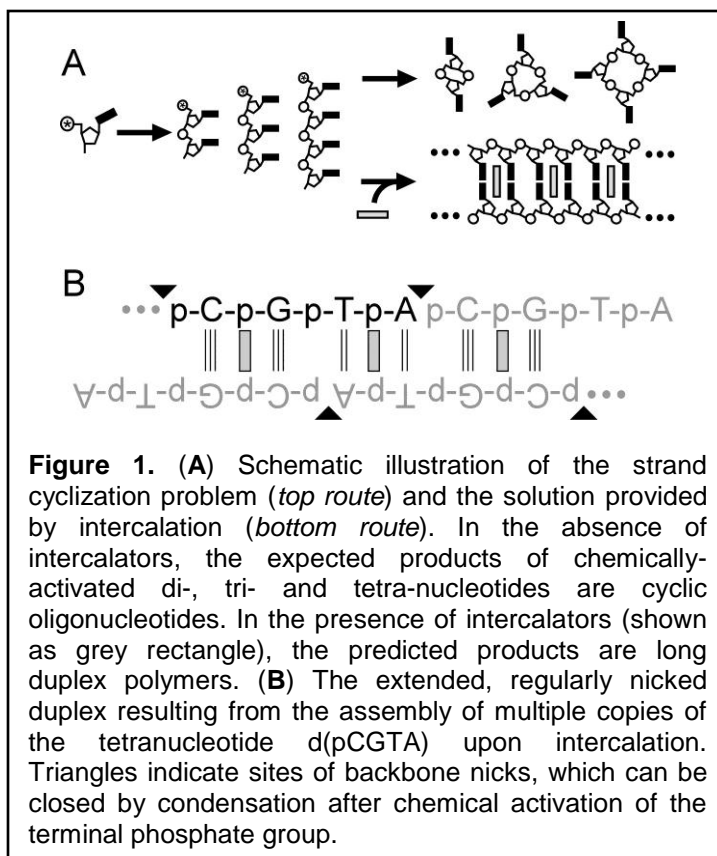 A
B
•••p-C-p-G-p-T-p-A p-C-p-G-p-T-p-A
•••p-C-p-G-p-T-p-A p-C-p-G-p-T-p-A
Figure 1. (A) Schematic illustration of the strand
cyclization problem (top route) and the solution provided
by intercalation (bottom route). In the absence of
intercalators, the expected products of chemically-
activated di-, tri- and tetra-nucleotides are cyclic
oligonucleotides. In the presence of intercalators (shown
as grey rectangle), the predicted products are long
duplex polymers. (B) The extended, regularly nicked
duplex resulting from the assembly of multiple copies of
the tetranucleotide d(pCGTA) upon intercalation.
Triangles indicate sites of backbone nicks, which can be
closed by condensation after chemical activation of the
terminal phosphate group.